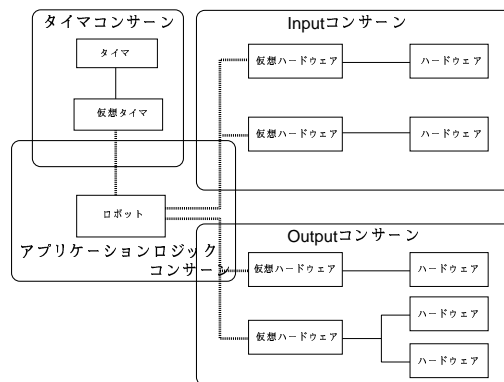 タイマコンサーン
タイマ
仮想タイマ
Inputコンサーン
仮想ハードウェア
ハードウェア
仮想ハードウェア
ハードウェア
ロボット
アプリケーションロジック
コンサーン
Outputコンサーン
仮想ハードウェア
ハードウェア
仮想ハードウェア
ハードウェア
ハードウェア